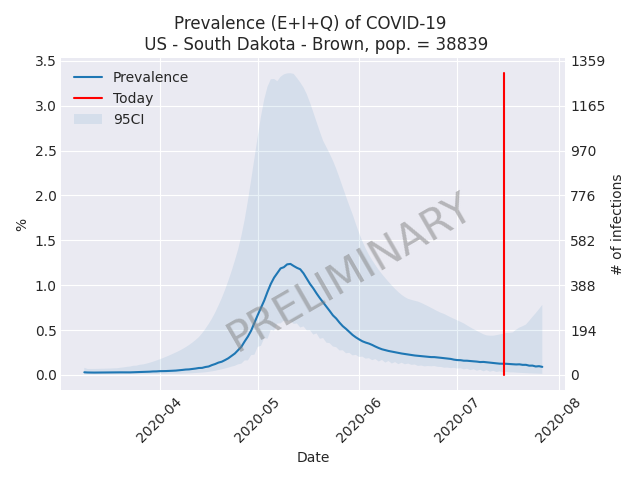 Prevalence (E+I+Q) of COVID-19
US - South Dakota - Brown, pop. = 38839
3.5
3.0
2.5
2.0
1.5
1.0
0.5
0.0
%
Prevalence
Today
95CI
PRELIMINARY
1359
1165
970
776
582
388
194
0
# of infections
2020-04
2020-05
2020-06
2020-07
2020-08
Date